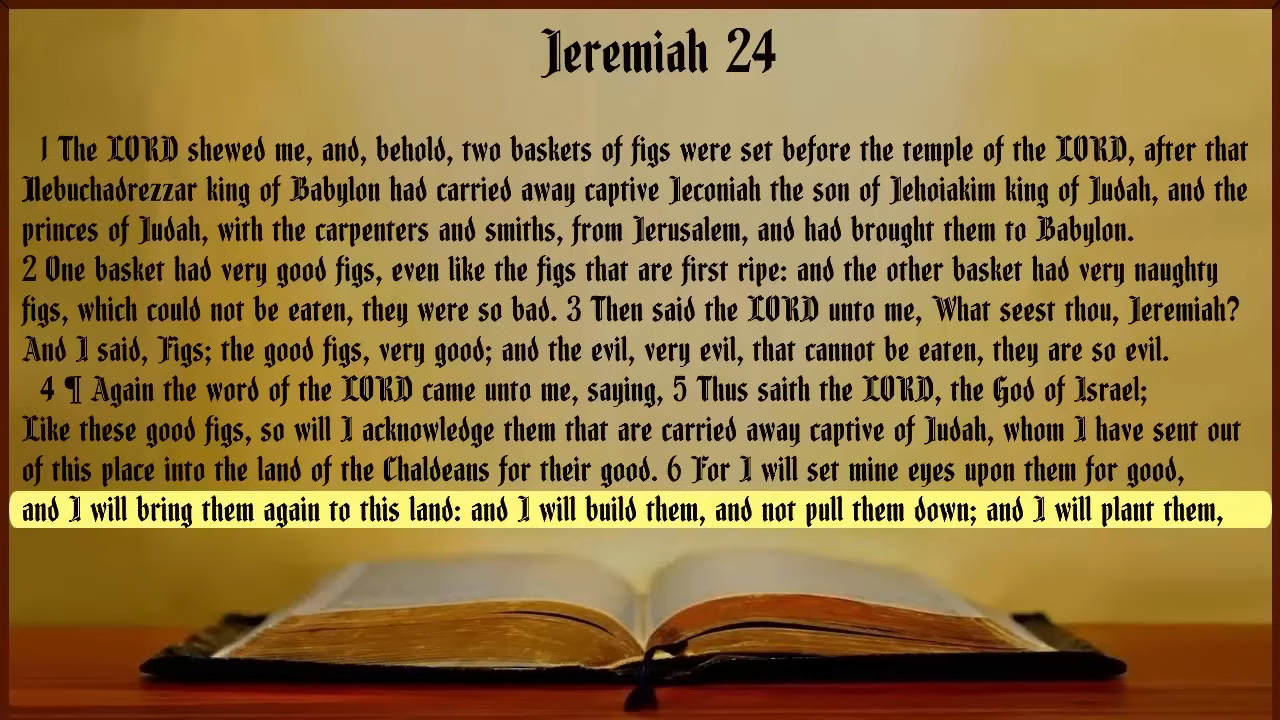 Jeremiah 24
1 The LORD shewed me, and, behold, two baskets of figs were set before the temple of the LORD, after that
Nebuchadrezzar king of Babylon had carried away captive Jeconiah the son of Jehoiakim king of Judah, and the
princes of Judah, with the carpenters and smiths, from Jerusalem, and had brought them to Babylon.
2 One basket had very good figs, even like the figs that are first ripe: and the other basket had very naughty
figs, which could not be eaten, they were so bad. 3 Then said the LORD unto me, What seest thou, Jeremiah?
And I said, Figs; the good figs, very good; and the evil, very evil, that cannot be eaten, they are so evil.
4 ¶ Again the word of the LORD came unto me, saying, 5 Thus saith the LORD, the God of Israel;
Like these good figs, so will I acknowledge them that are carried away captive of Judah, whom I have sent out
of this place into the land of the Chaldeans for their good. 6 For I will set mine eyes upon them for good,
and I will bring them again to this land: and I will build them, and not pull them down; and I will plant them,